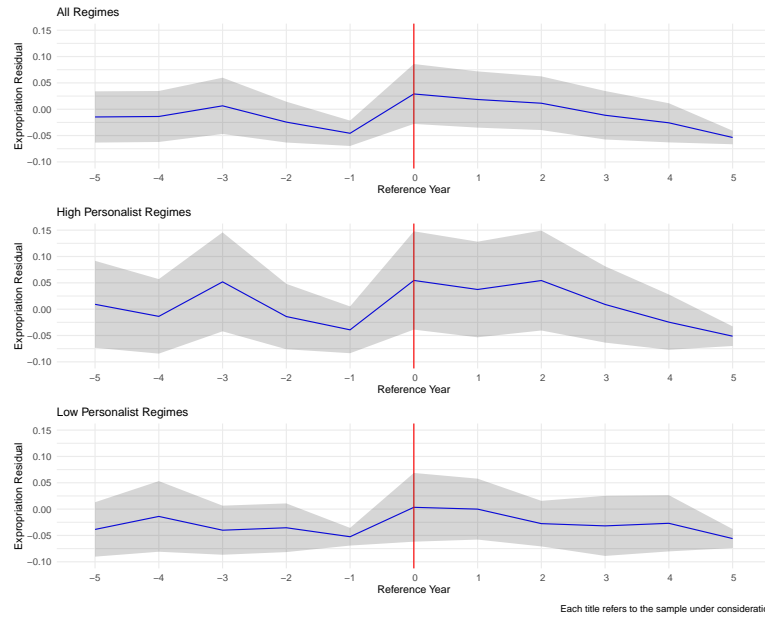 All Regimes
Expropriation Residual
0.15
0.10
0.05
0.00
−0.05
−0.10
−5 −4 −3 −2 −1 0 1 2 3 4 5
Reference Year
High Personalist Regimes
Expropriation Residual
0.15
0.10
0.05
0.00
−0.05
−0.10
−5 −4 −3 −2 −1 0 1 2 3 4 5
Reference Year
Low Personalist Regimes
Expropriation Residual
0.15
0.10
0.05
0.00
−0.05
−0.10
−5 −4 −3 −2 −1 0 1 2 3 4 5
Reference Year
Each title refers to the sample under considerati